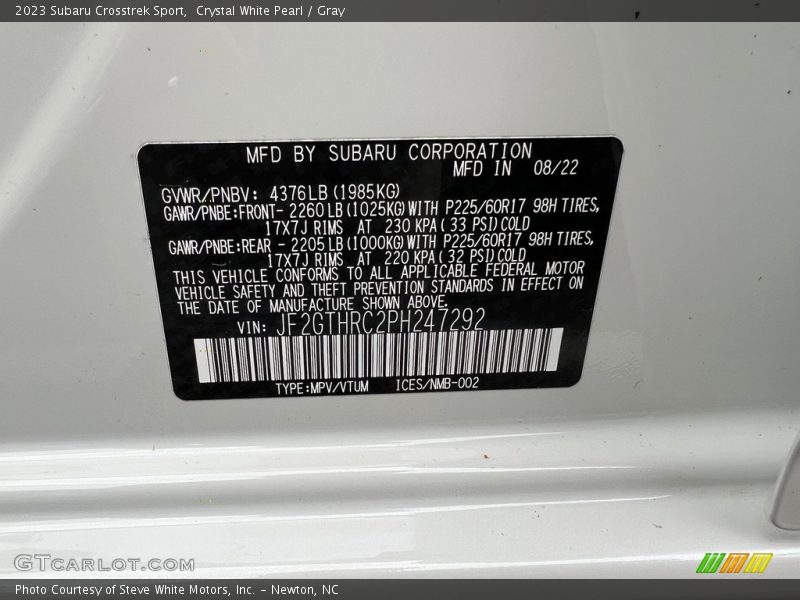 2023 Subaru Crosstrek Sport,  Crystal White Pearl / Gray
MFD BY SUBARU CORPORATION
MFD IN 08/22
GVWR/PNBV: 4376LB (1985KG)
GAWR/PNBE:FRONT- 2260LB (1025KG) WITH P225/60R17 98H TIRES,
17X7J RIMS AT 230 KPA ( 33 PSI) COLD
GAWR/PNBE:REAR - 2205LB (1000KG) WITH P225/60R17 98H TIRES,
17X7J RIMS AT 220 KPA ( 32 PSI) COLD
THIS VEHICLE CONFORMS TO ALL APPLICABLE FEDERAL MOTOR
VEHICLE SAFETY AND THEFT PREVENTION STANDARDS IN EFFECT ON
THE DATE OF MANUFACTURE SHOWN ABOVE.
VIN: JF2GTHRC2PH247292
TYPE:MPV/VTUM ICES/NMB-002
GTCARLOT.COM
Photo Courtesy of Steve White Motors, Inc. – Newton, NC